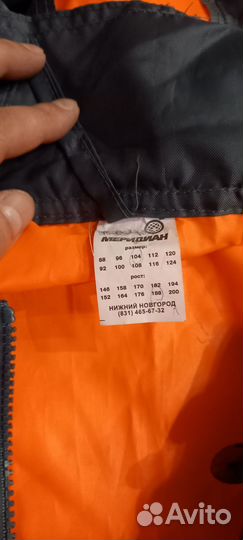 МЕРИДИАН
размер:
88 96 104 112 120
92 100 108 116 124
рост:
146 158 170 182 194
152 164 176 188 200
НИЖНИЙ НОВГОРОД
(831) 465-67-32
Avito